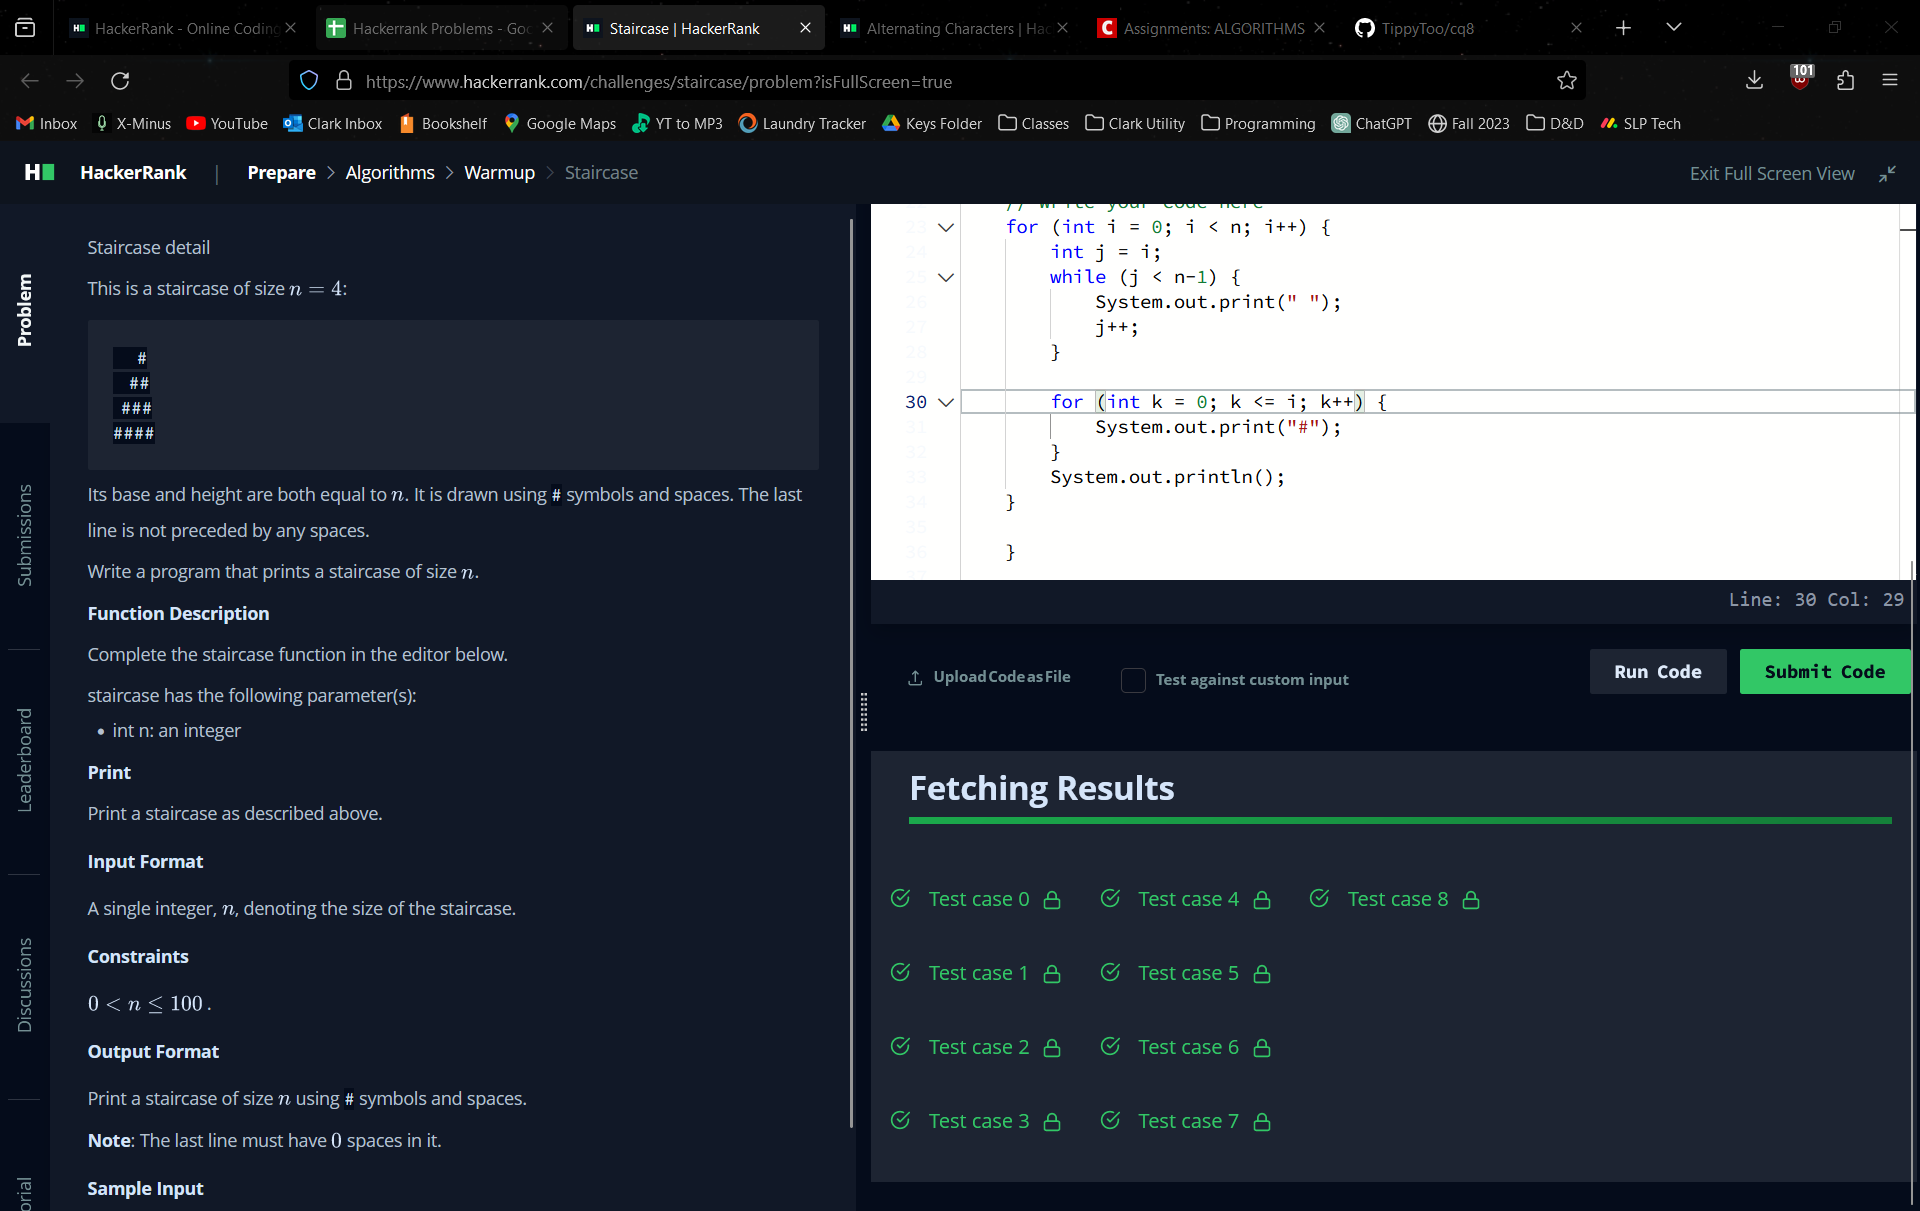 HackerRank - Online Coding
Hackerrank Problems - Goo
Staircase | HackerRank
Alternating Characters | Hac
Assignments: ALGORITHMS
TippyToo/cq8
https://www.hackerrank.com/challenges/staircase/problem?isFullScreen=true
101
Inbox
X-Minus
YouTube
Clark Inbox
Bookshelf
Google Maps
YT to MP3
Laundry Tracker
Keys Folder
Classes
Clark Utility
Programming
ChatGPT
Fall 2023
D&D
SLP Tech
HackerRank | Prepare > Algorithms > Warmup > Staircase
Exit Full Screen View
Problem
Submissions
Leaderboard
Discussions
orial
Staircase detail
This is a staircase of size n = 4:
   #
  ##
 ###
####
Its base and height are both equal to n. It is drawn using # symbols and spaces. The last
line is not preceded by any spaces.
Write a program that prints a staircase of size n.
Function Description
Complete the staircase function in the editor below.
staircase has the following parameter(s):
• int n: an integer
Print
Print a staircase as described above.
Input Format
A single integer, n, denoting the size of the staircase.
Constraints
0 < n ≤ 100 .
Output Format
Print a staircase of size n using # symbols and spaces.
Note: The last line must have 0 spaces in it.
Sample Input
// Write your code here
23 for (int i = 0; i < n; i++) {
24 int j = i;
25 while (j < n-1) {
26 System.out.print(" ");
27 j++;
28 }
29
30 for (int k = 0; k <= i; k++) {
31 System.out.print("#");
32 }
33 System.out.println();
34 }
35
36 }
Line: 30 Col: 29
Upload Code as File
Test against custom input
Run Code
Submit Code
Fetching Results
Test case 0
Test case 4
Test case 8
Test case 1
Test case 5
Test case 2
Test case 6
Test case 3
Test case 7